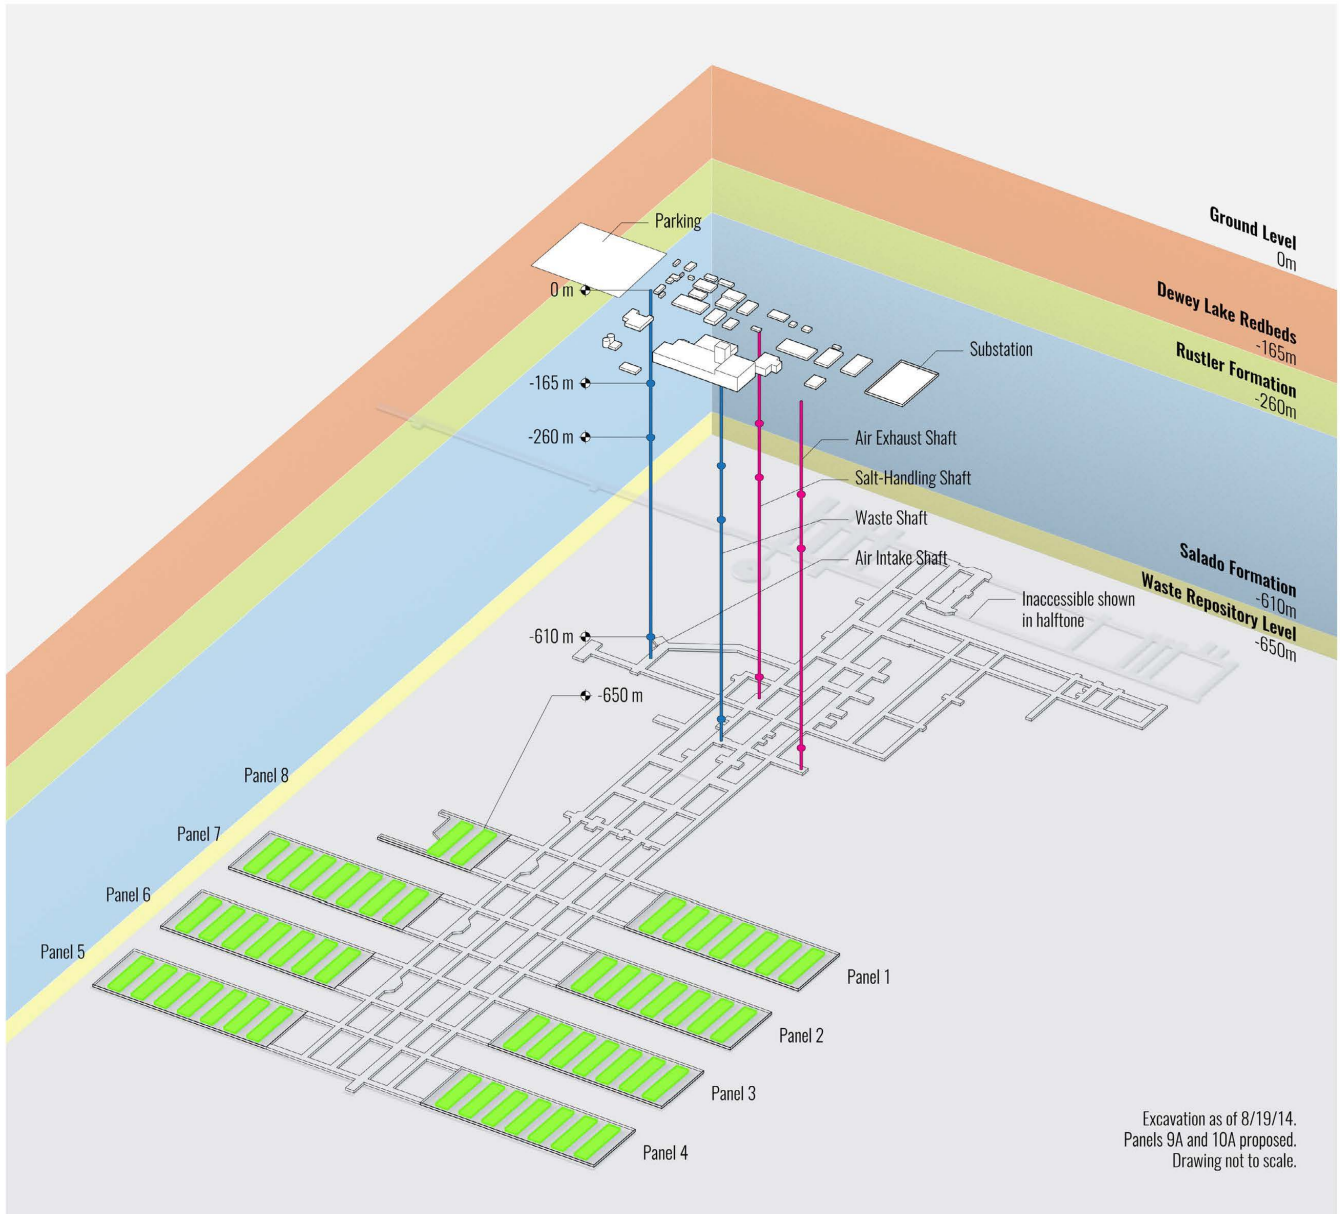 Parking
Ground Level
0m
0 m
Dewey Lake Redbeds
-165m
Substation
Rustler Formation
-260m
-165 m
-260 m
Air Exhaust Shaft
Salt-Handling Shaft
Waste Shaft
Air Intake Shaft
Salado Formation
-610m
Waste Repository Level
-650m
Inaccessible shown
in halftone
-610 m
-650 m
Panel 8
Panel 7
Panel 6
Panel 5
Panel 1
Panel 2
Panel 3
Panel 4
Excavation as of 8/19/14.
Panels 9A and 10A proposed.
Drawing not to scale.